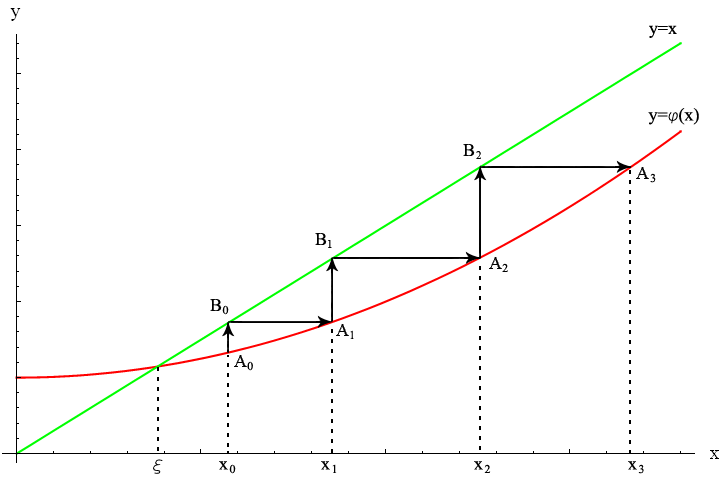 y
y=x
y=φ(x)
B₂
A₃
B₁
A₂
B₀
A₁
A₀
x
ξ x₀ x₁ x₂ x₃